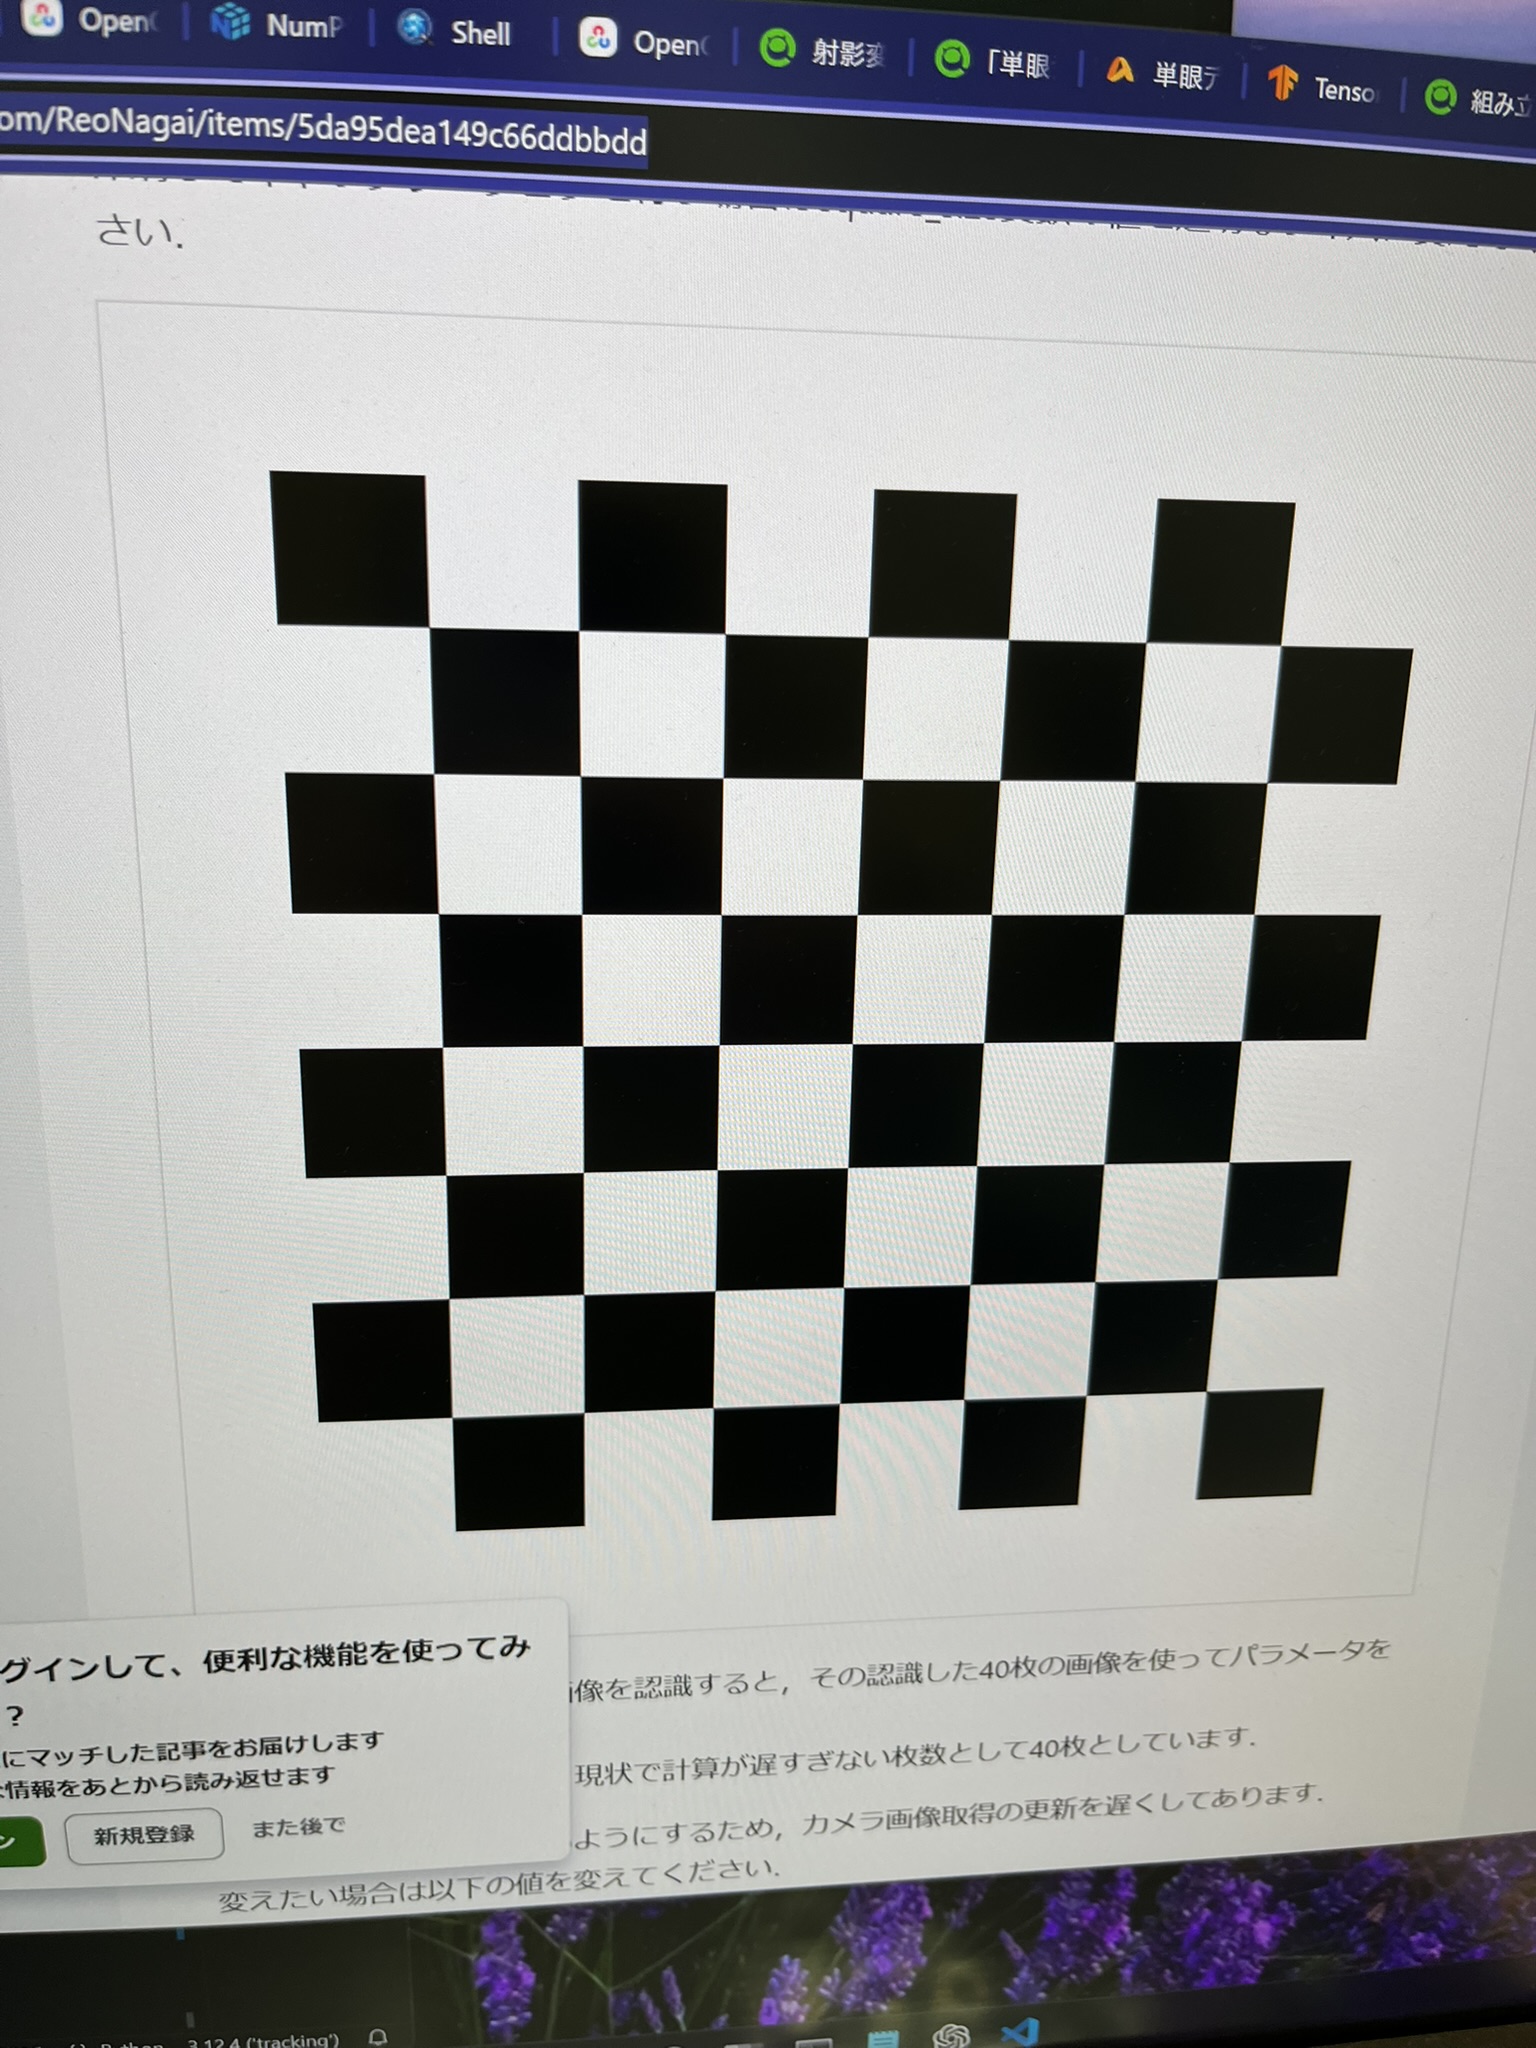 Open
NumP
Shell
Open
射影変
「単眼
単眼デ
Tenso
組み立
om/ReoNagai/items/5da95dea149c66ddbbdd
さい.
グインして、便利な機能を使ってみ
?
にマッチした記事をお届けします
情報をあとから読み返せます
ン
新規登録
また後で
像を認識すると，その認識した40枚の画像を使ってパラメータを
現状で計算が遅すぎない枚数として40枚としています.
ようにするため，カメラ画像取得の更新を遅くしてあります.
変えたい場合は以下の値を変えてください.
Python
3.12.4 ('tracking')